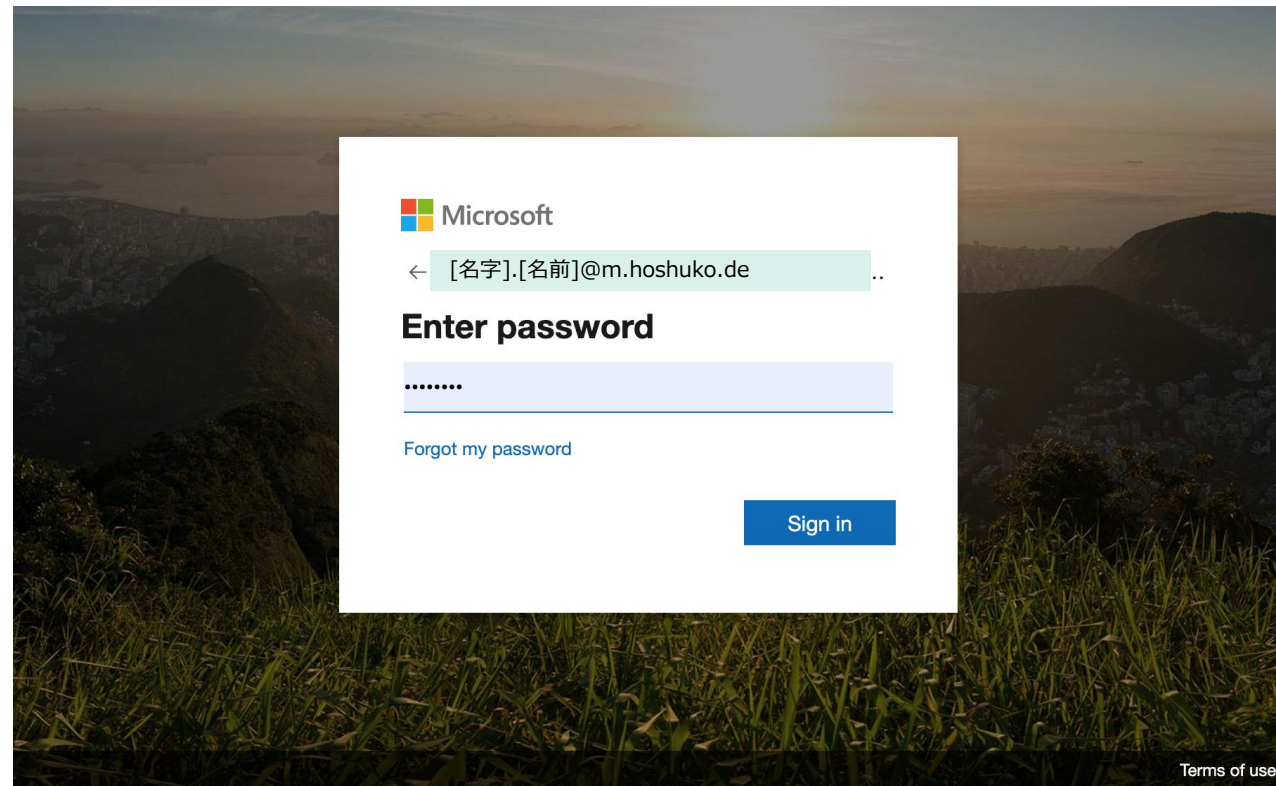 Microsoft
← [名字].[名前]@m.hoshuko.de ..
Enter password
••••••••
Forgot my password
Sign in
Terms of use